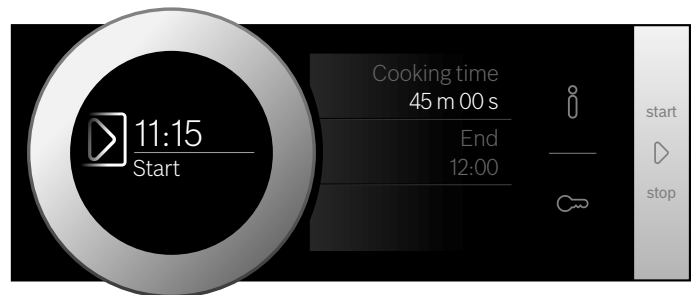 11:15
Start
Cooking time
45 m 00 s
End
12:00
start
stop